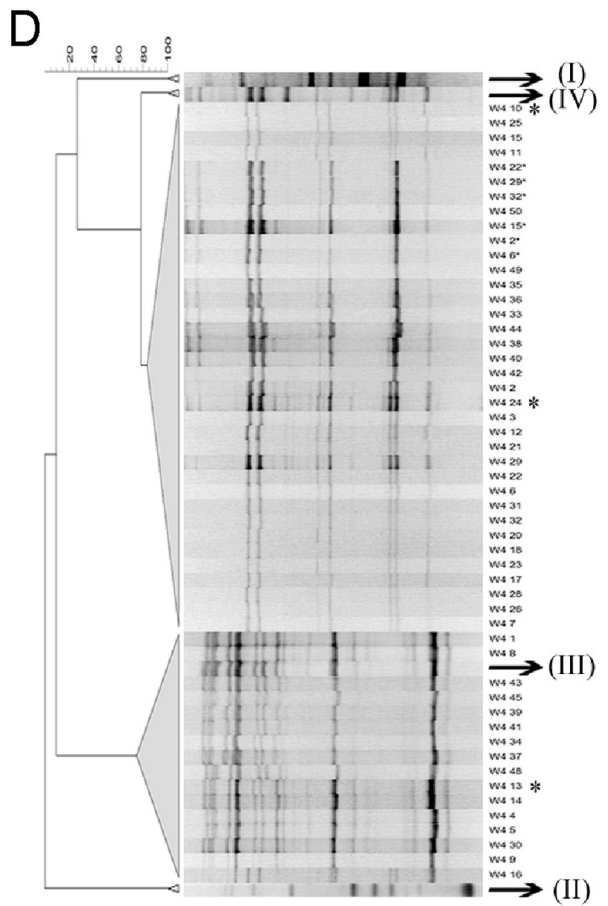 D
20
40
60
80
100
(I)
(IV)
W4 10 *
W4 25
W4 15
W4 11
W4 22*
W4 29*
W4 32*
W4 50
W4 15*
W4 2*
W4 6*
W4 49
W4 35
W4 36
W4 33
W4 44
W4 38
W4 40
W4 42
W4 2
W4 24 *
W4 3
W4 12
W4 21
W4 29
W4 22
W4 6
W4 31
W4 32
W4 20
W4 18
W4 23
W4 17
W4 28
W4 26
W4 7
W4 1
W4 8
(III)
W4 43
W4 45
W4 39
W4 41
W4 34
W4 37
W4 48
W4 13 *
W4 14
W4 4
W4 5
W4 30
W4 9
W4 16
(II)